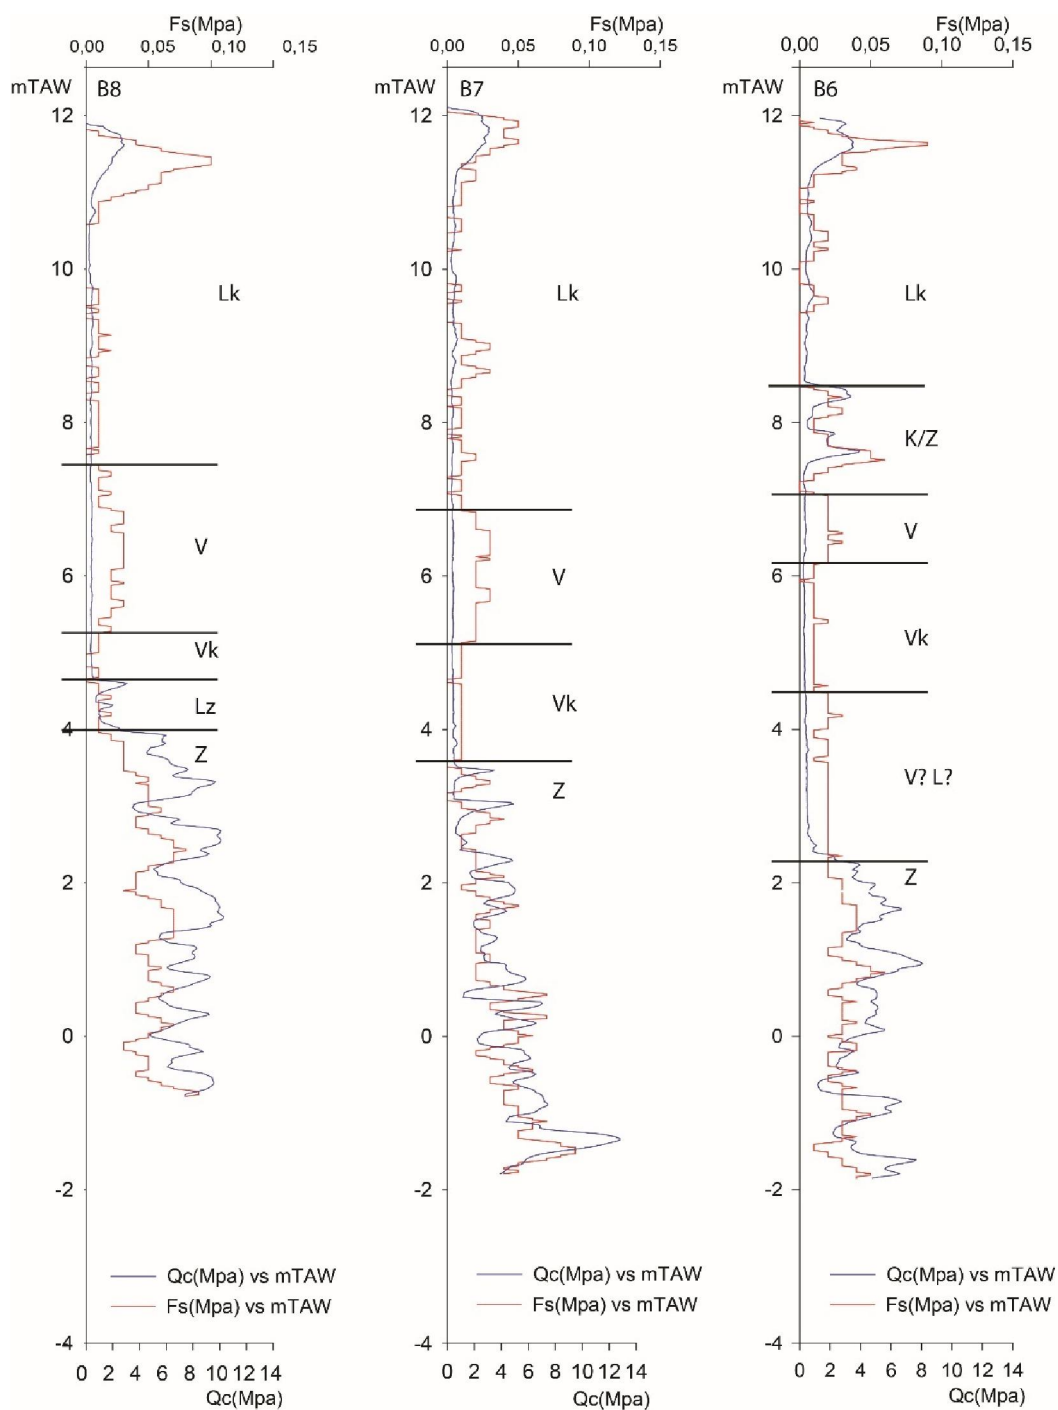 Fs(Mpa)
0,00 0,05 0,10 0,15
mTAW B8
12
10
Lk
8
V
6
Vk
Lz
4
Z
2
0
-2
Qc(Mpa) vs mTAW
Fs(Mpa) vs mTAW
-4
0 2 4 6 8 10 12 14
Qc(Mpa)
Fs(Mpa)
0,00 0,05 0,10 0,15
mTAW B7
12
10
Lk
8
V
6
Vk
4
Z
2
0
-2
Qc(Mpa) vs mTAW
Fs(Mpa) vs mTAW
-4
0 2 4 6 8 10 12 14
Qc(Mpa)
Fs(Mpa)
0,00 0,05 0,10 0,15
mTAW B6
12
10
Lk
8
K/Z
V
6
Vk
4
V? L?
Z
2
0
-2
Qc(Mpa) vs mTAW
Fs(Mpa) vs mTAW
-4
0 2 4 6 8 10 12 14
Qc(Mpa)